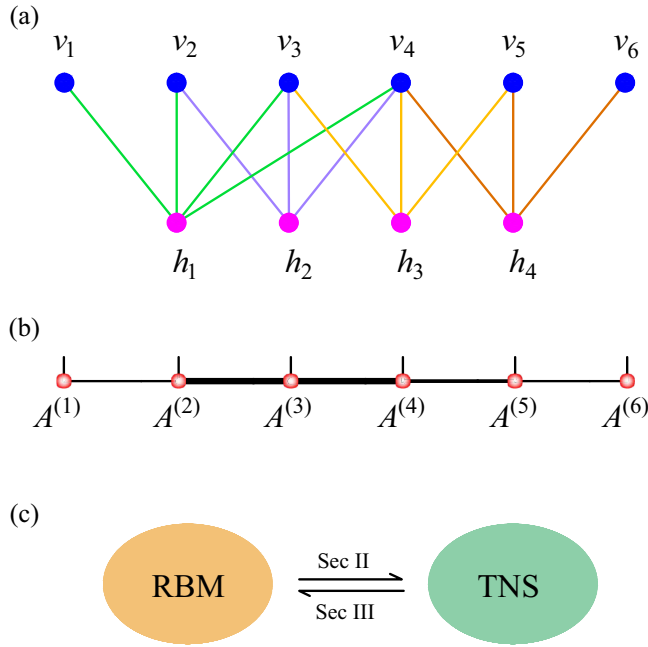 (a)
v₁ v₂ v₃ v₄ v₅ v₆
h₁ h₂ h₃ h₄
(b)
A⁽¹⁾ A⁽²⁾ A⁽³⁾ A⁽⁴⁾ A⁽⁵⁾ A⁽⁶⁾
(c)
RBM Sec II TNS
Sec III